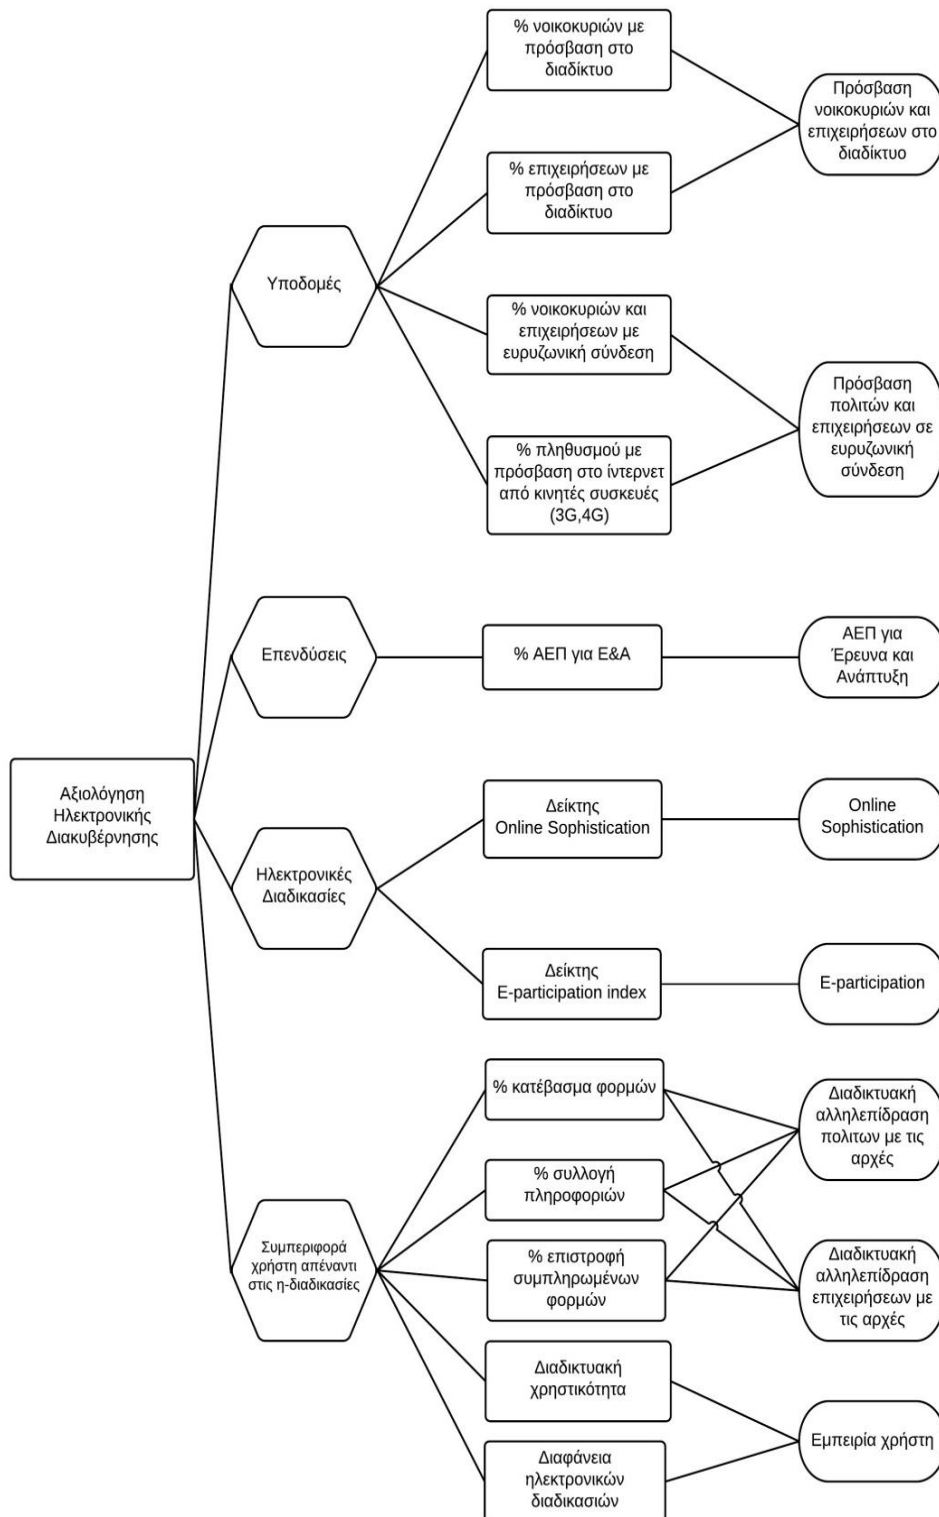 % νοικοκυριών με
πρόσβαση στο
διαδίκτυο
Πρόσβαση
νοικοκυριών και
επιχειρήσεων στο
διαδίκτυο
% επιχειρήσεων με
πρόσβαση στο
διαδίκτυο
Υποδομές
% νοικοκυριών και
επιχειρήσεων με
ευρυζωνική σύνδεση
Πρόσβαση
πολιτών και
επιχειρήσεων σε
ευρυζωνική
σύνδεση
% πληθυσμού με
πρόσβαση στο ίντερνετ
από κινητές συσκευές
(3G,4G)
Επενδύσεις
% ΑΕΠ για Ε&Α
ΑΕΠ για
Έρευνα και
Ανάπτυξη
Αξιολόγηση
Ηλεκτρονικής
Διακυβέρνησης
Ηλεκτρονικές
Διαδικασίες
Δείκτης
Online Sophistication
Online
Sophistication
Δείκτης
E-participation index
E-participation
% κατέβασμα φορμών
Διαδικτυακή
αλληλεπίδραση
πολιτων με τις
αρχές
% συλλογή
πληροφοριών
Συμπεριφορά
χρήστη απέναντι
στις η-διαδικασίες
% επιστροφή
συμπληρωμένων
φορμών
Διαδικτυακή
αλληλεπίδραση
επιχειρήσεων με
τις αρχές
Διαδικτυακή
χρηστικότητα
Εμπειρία χρήστη
Διαφάνεια
ηλεκτρονικών
διαδικασιών